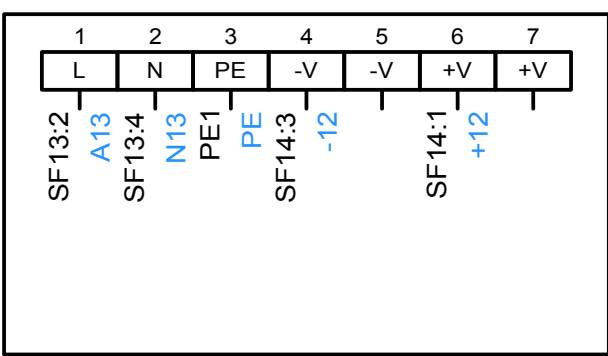 1 2 3 4 5 6 7
L N PE -V -V +V +V
SF13:2
A13
SF13:4
N13
PE1
PE
SF14:3
-12
SF14:1
+12